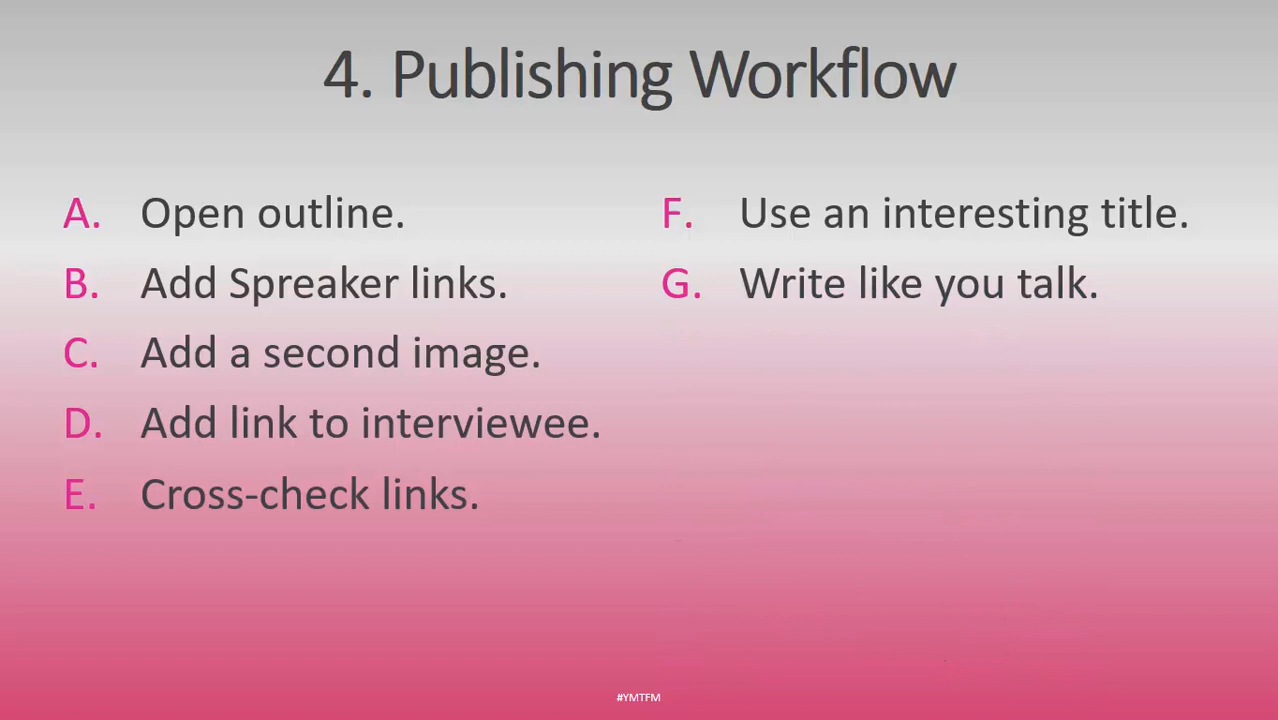 4. Publishing Workflow
A. Open outline.
B. Add Spreaker links.
C. Add a second image.
D. Add link to interviewee.
E. Cross-check links.
F. Use an interesting title.
G. Write like you talk.
#YMTFM